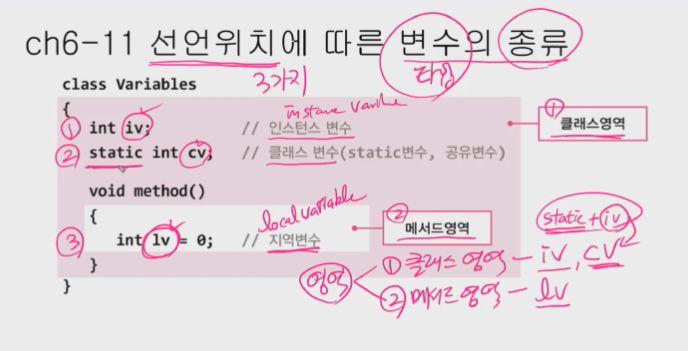 ch6-11 선언위치에 따른 변수의 종류
3가지
타입
class Variables
{
① int iv; // 인스턴스 변수
② static int cv; // 클래스 변수(static변수, 공유변수)
① 클래스영역
void method()
{
local variable
③ int lv = 0; // 지역변수
② 메서드영역
}
}
static + iv
영역
① 클래스 영역 - iv, cv
② 메서드 영역 - lv